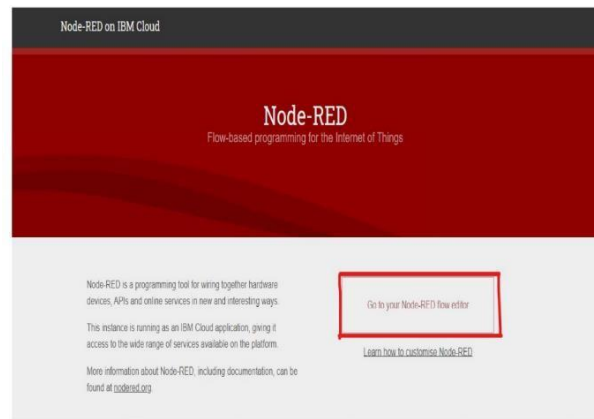 Node-RED on IBM Cloud
Node-RED
Flow-based programming for the Internet of Things
Node-RED is a programming tool for wiring together hardware
devices, APIs and online services in new and interesting ways.
This instance is running as an IBM Cloud application, giving it
access to the wide range of services available on the platform.
More information about Node-RED, including documentation, can be
found at nodered.org.
Go to your Node-RED flow editor
Learn how to customise Node-RED